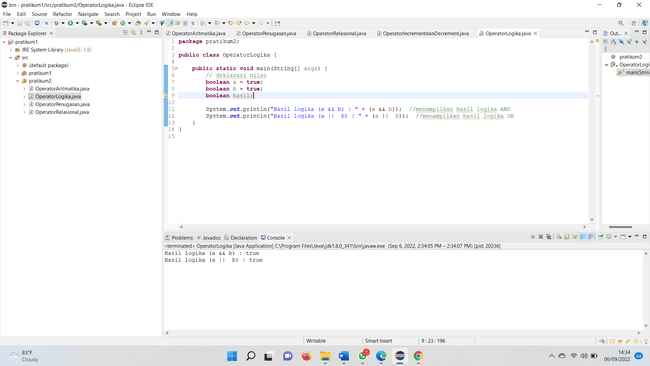 bin - pratikum1/src/pratikum2/OperatorLogika.java - Eclipse IDE
File Edit Source Refactor Navigate Search Project Run Window Help
Package Explorer
pratikum1
JRE System Library [JavaSE-1.8]
src
(default package)
pratikum1
pratikum2
OperatorAritmatika.java
OperatorLogika.java
OperatorPenugasan.java
OperatorRelasional.java
OperatorAritmatika.java OperatorPenugasan.java OperatorRelasional.java OperatorIncrementdanDecrement.java OperatorLogika.java
1 package pratikum2;
2
3 public class OperatorLogika {
4
5 public static void main(String[] args) {
6 // deklarasi nilai
7 boolean a = true;
8 boolean b = true;
9 boolean hasil;
10
11 System.out.println("Hasil logika (a && b) : " + (a && b)); //menampilkan hasil logika AND
12 System.out.println("Hasil logika (a || b) : " + (a || b)); //menampilkan hasil logika OR
13 }
14 }
15
Out...
pratikum2
OperatorLogi
main(Strin
Problems Javadoc Declaration Console
<terminated> OperatorLogika [Java Application] C:\Program Files\Java\jdk1.8.0_341\bin\javaw.exe (Sep 6, 2022, 2:34:05 PM – 2:34:07 PM) [pid: 20236]
Hasil logika (a && b) : true
Hasil logika (a || b) : true
Writable Smart Insert 9 : 23 : 196
83°F
Cloudy
14:34
06/09/2022